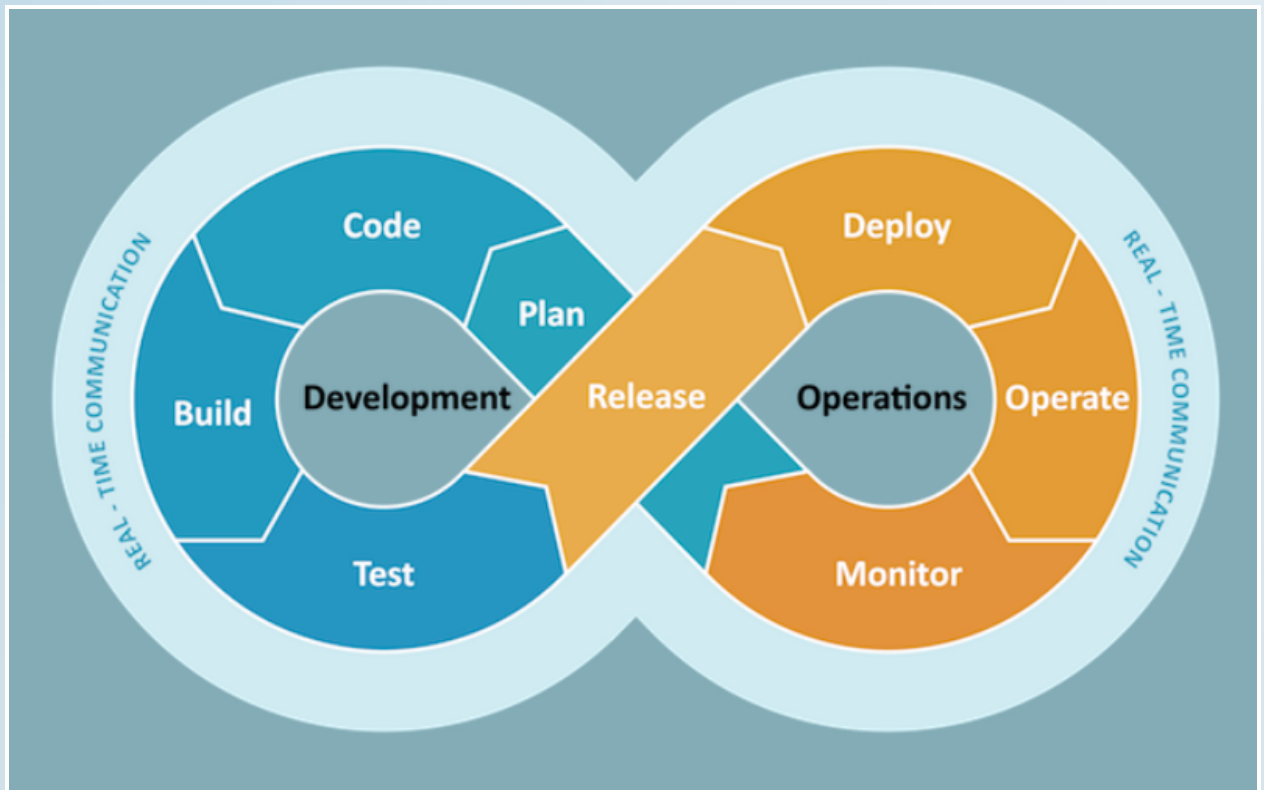 Code
Deploy
Plan
REAL - TIME COMMUNICATION
Build
Development
Release
Operations
Operate
REAL - TIME COMMUNICATION
Test
Monitor